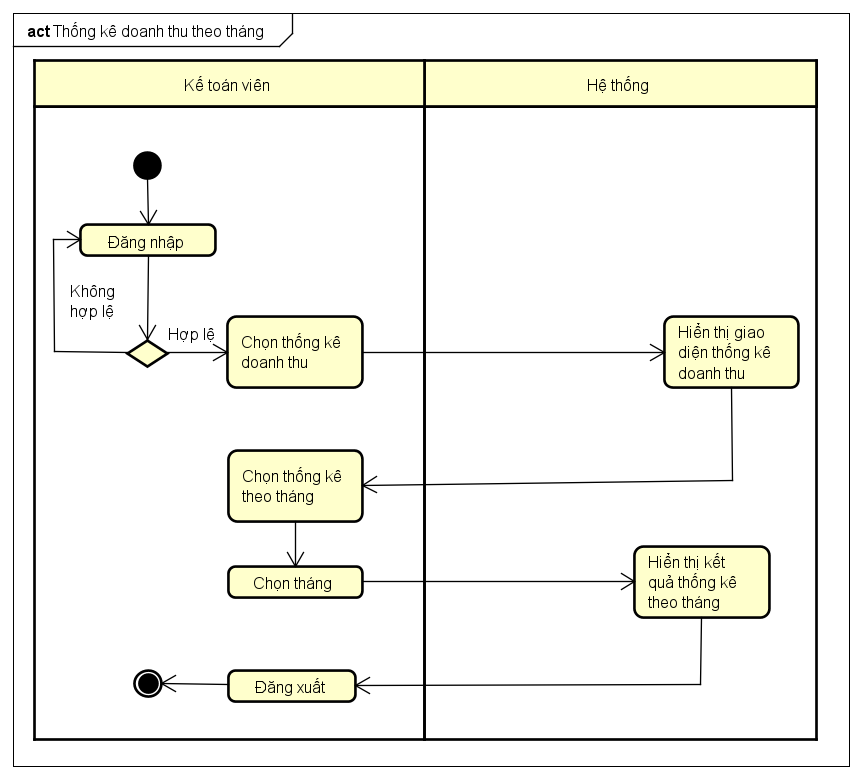 act Thống kê doanh thu theo tháng
Kế toán viên
Hệ thống
Đăng nhập
Không
hợp lệ
Hợp lệ
Chọn thống kê
doanh thu
Hiển thị giao
diện thống kê
doanh thu
Chọn thống kê
theo tháng
Chọn tháng
Hiển thị kết
quả thống kê
theo tháng
Đăng xuất